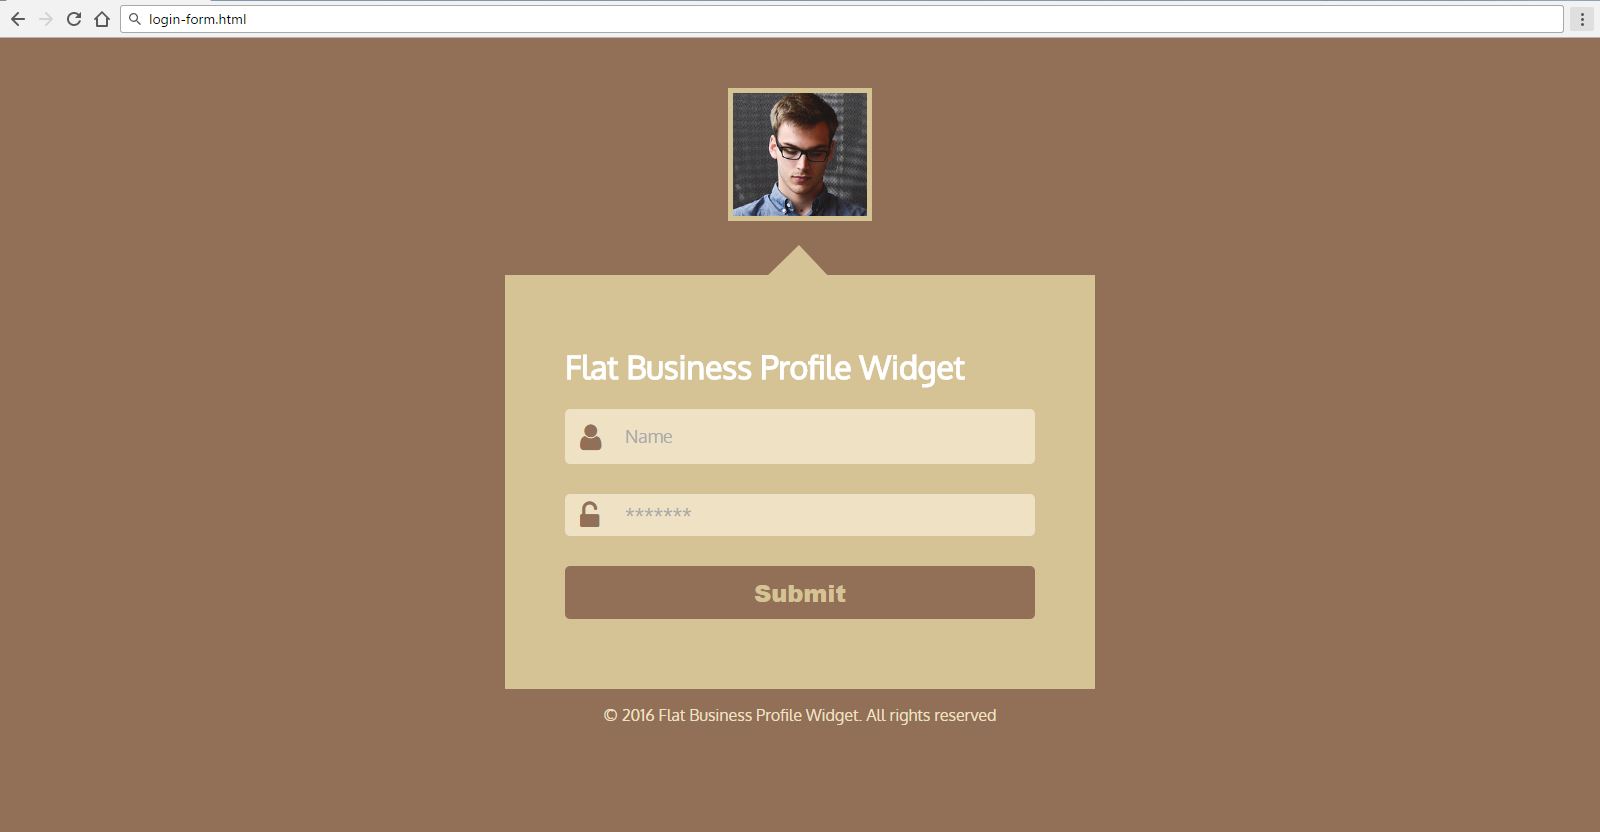 login-form.html
Flat Business Profile Widget
Name
*******
Submit
© 2016 Flat Business Profile Widget. All rights reserved